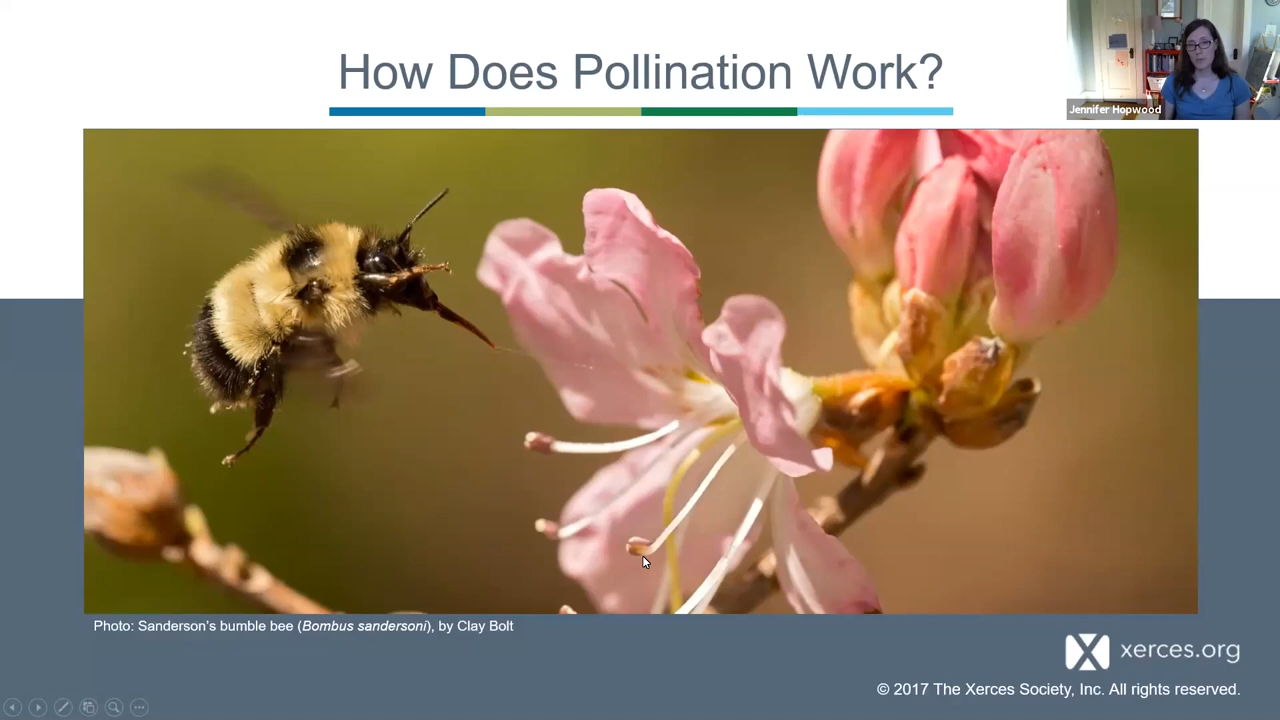 How Does Pollination Work?
Jennifer Hopwood
Photo: Sanderson's bumble bee (Bombus sandersoni), by Clay Bolt
xerces.org
© 2017 The Xerces Society, Inc. All rights reserved.